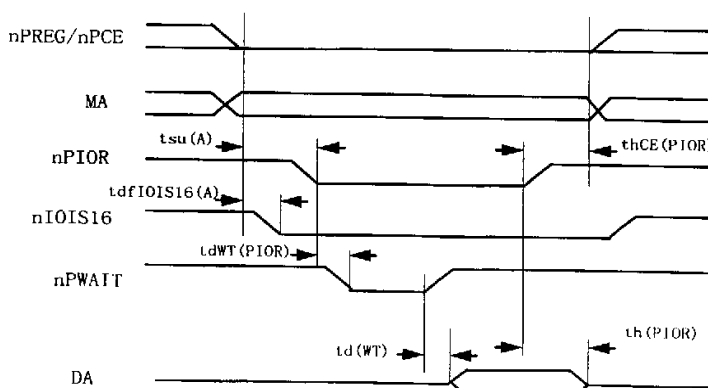 nPREG/nPCE
MA
tsu(A)
thCE(PIOR)
nPIOR
tdfIOIS16(A)
nIOIS16
tdWT(PIOR)
nPWAIT
td(WT)
th(PIOR)
DA